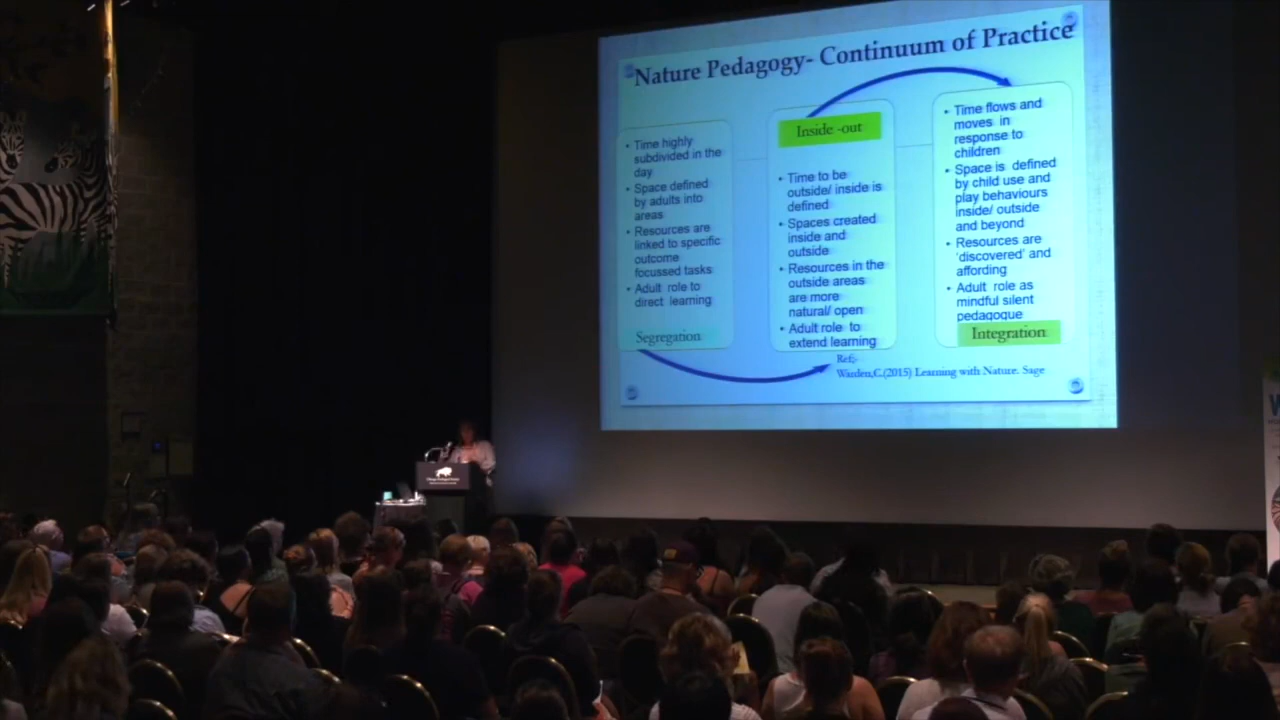 Nature Pedagogy- Continuum of Practice
• Time highly
subdivided in the
day
• Space defined
by adults into
areas
• Resources are
linked to specific
outcome
focussed tasks
• Adult role to
direct learning
Segregation
Inside -out
• Time to be
outside/ inside is
defined
• Spaces created
inside and
outside
• Resources in the
outside areas
are more
natural/ open
• Adult role to
extend learning
• Time flows and
moves in
response to
children
• Space is defined
by child use and
play behaviours
inside/ outside
and beyond
• Resources are
'discovered' and
affording
• Adult role as
mindful silent
pedagogue
Integration
Ref;-
Warden,C.(2015) Learning with Nature. Sage